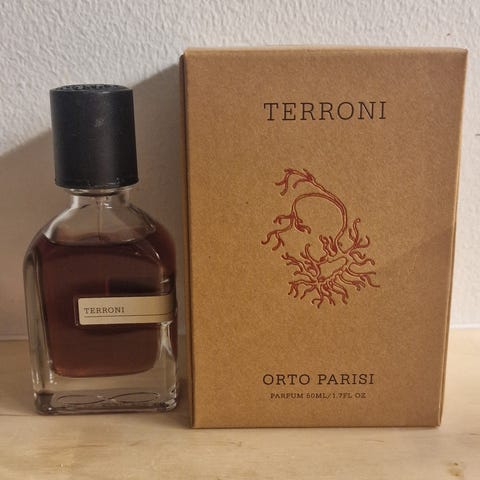 TERRONI
TERRONI
ORTO PARISI
PARFUM 50ML/1.7FL OZ